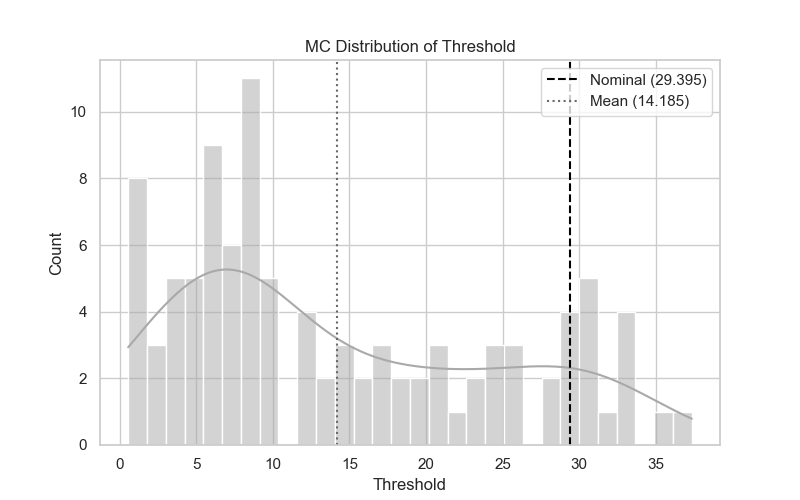 MC Distribution of Threshold
Nominal (29.395)
Mean (14.185)
Count
10
8
6
4
2
0
0 5 10 15 20 25 30 35
Threshold